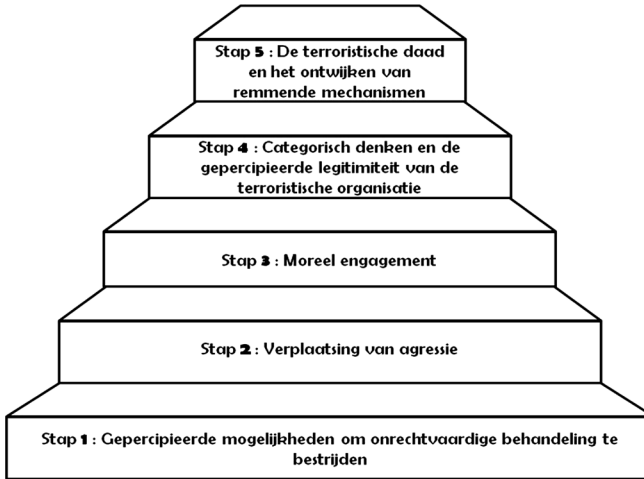 Stap 5 : De terroristische daad
en het ontwijken van
remmende mechanismen
Stap 4 : Categorisch denken en de
gepercipieerde legitimiteit van de
terroristische organisatie
Stap 3 : Moreel engagement
Stap 2 : Verplaatsing van agressie
Stap 1 : Gepercipieerde mogelijkheden om onrechtvaardige behandeling te
bestrijden